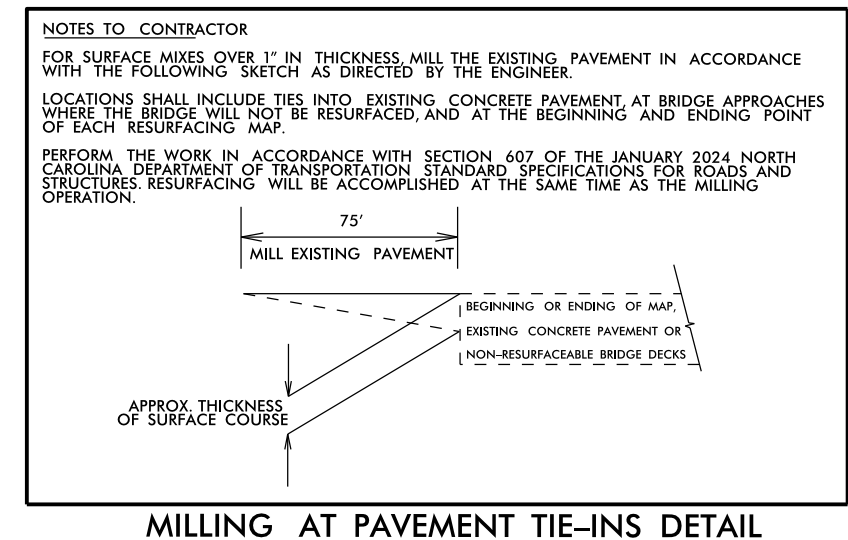 NOTES TO CONTRACTOR
FOR SURFACE MIXES OVER 1" IN THICKNESS, MILL THE EXISTING PAVEMENT IN ACCORDANCE
WITH THE FOLLOWING SKETCH AS DIRECTED BY THE ENGINEER.
LOCATIONS SHALL INCLUDE TIES INTO EXISTING CONCRETE PAVEMENT, AT BRIDGE APPROACHES
WHERE THE BRIDGE WILL NOT BE RESURFACED, AND AT THE BEGINNING AND ENDING POINT
OF EACH RESURFACING MAP.
PERFORM THE WORK IN ACCORDANCE WITH SECTION 607 OF THE JANUARY 2024 NORTH
CAROLINA DEPARTMENT OF TRANSPORTATION STANDARD SPECIFICATIONS FOR ROADS AND
STRUCTURES. RESURFACING WILL BE ACCOMPLISHED AT THE SAME TIME AS THE MILLING
OPERATION.
75'
MILL EXISTING PAVEMENT
BEGINNING OR ENDING OF MAP,
EXISTING CONCRETE PAVEMENT OR
NON–RESURFACEABLE BRIDGE DECKS
APPROX. THICKNESS
OF SURFACE COURSE
MILLING AT PAVEMENT TIE–INS DETAIL